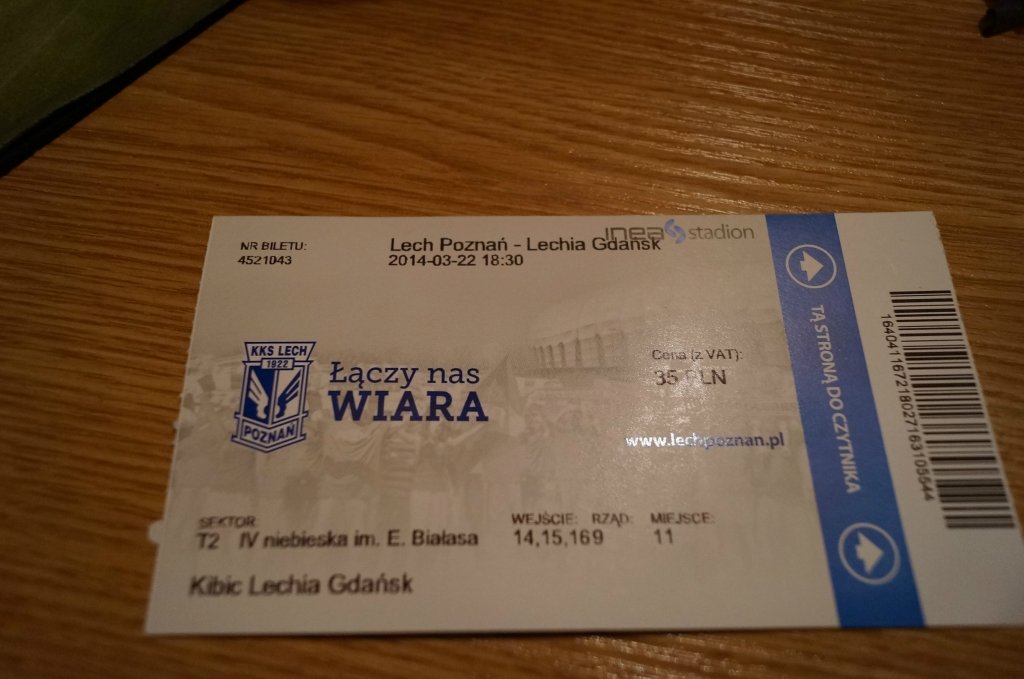 NR BILETU:
4521043
Lech Poznań - Lechia Gdańsk
2014-03-22 18:30
inea stadion
KKS LECH
1922
POZNAŃ
Łączy nas
WIARA
Cena (z VAT):
35 PLN
www.lechpoznan.pl
SEKTOR:
T2 IV niebieska im. E. Białasa
WEJŚCIE: RZĄD: MIEJSCE:
14,15,169 11
Kibic Lechia Gdańsk
TĄ STRONĄ DO CZYTNIKA
164041167218027163105544